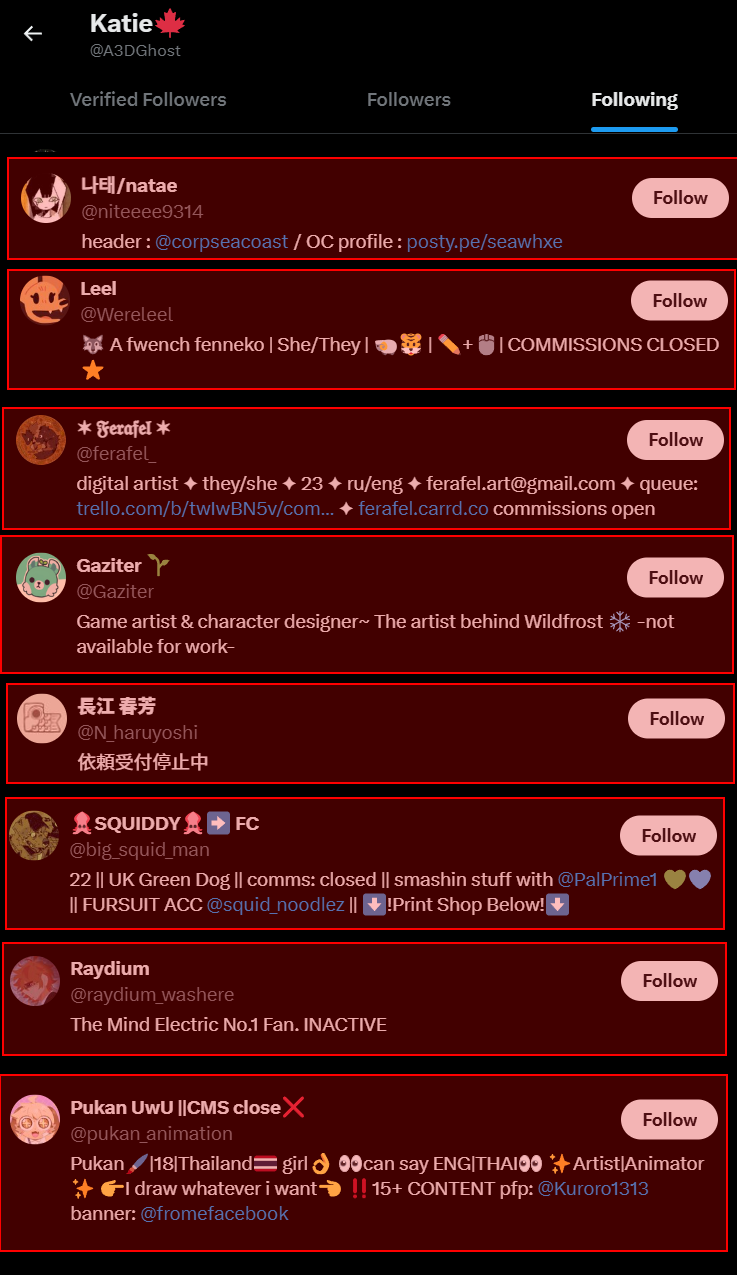 Katie🍁
@A3DGhost
Verified Followers Followers Following
나태/natae
@niteeee9314
Follow
header : @corpseacoast / OC profile : posty.pe/seawhxe
Leel
@Wereleel
Follow
🐺 A fwench fenneko | She/They | 🐖🐯 | ✏️+🖱️| COMMISSIONS CLOSED
⭐
✶ 𝕱𝖊𝖗𝖆𝖋𝖊𝖑 ✶
@ferafel_
Follow
digital artist ✦ they/she ✦ 23 ✦ ru/eng ✦ ferafel.art@gmail.com ✦ queue:
trello.com/b/twIwBN5v/com... ✦ ferafel.carrd.co commissions open
Gaziter 🌱
@Gaziter
Follow
Game artist & character designer~ The artist behind Wildfrost ❄️ -not
available for work-
長江 春芳
@N_haruyoshi
Follow
依頼受付停止中
🦑SQUIDDY🦑➡️ FC
@big_squid_man
Follow
22 || UK Green Dog || comms: closed || smashin stuff with @PalPrime1 💚💙
|| FURSUIT ACC @squid_noodlez || ⬇️!Print Shop Below!⬇️
Raydium
@raydium_washere
Follow
The Mind Electric No.1 Fan. INACTIVE
Pukan UwU ||CMS close❌
@pukan_animation
Follow
Pukan🖌️|18|Thailand🇹🇭 girl👌 👀can say ENG|THAI👀 ✨Artist|Animator
✨ 👉I draw whatever i want👈 ‼️15+ CONTENT pfp: @Kuroro1313
banner: @fromefacebook